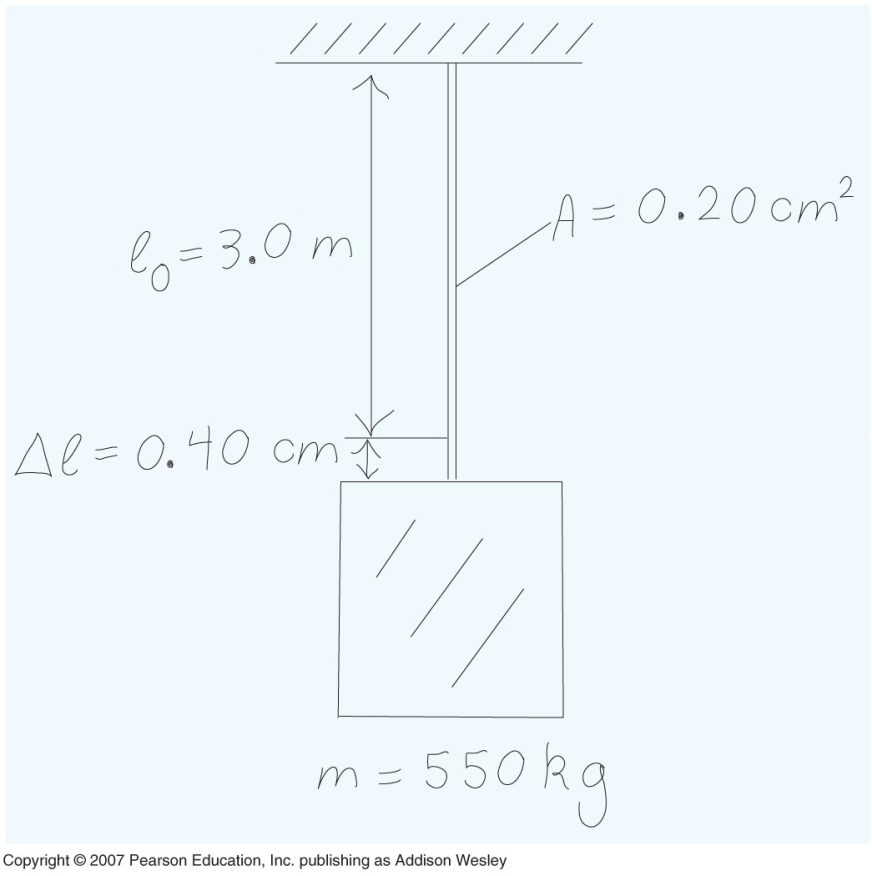 A = 0.20 cm²
l₀ = 3.0 m
Δl = 0.40 cm
m = 550 kg
Copyright © 2007 Pearson Education, Inc. publishing as Addison Wesley